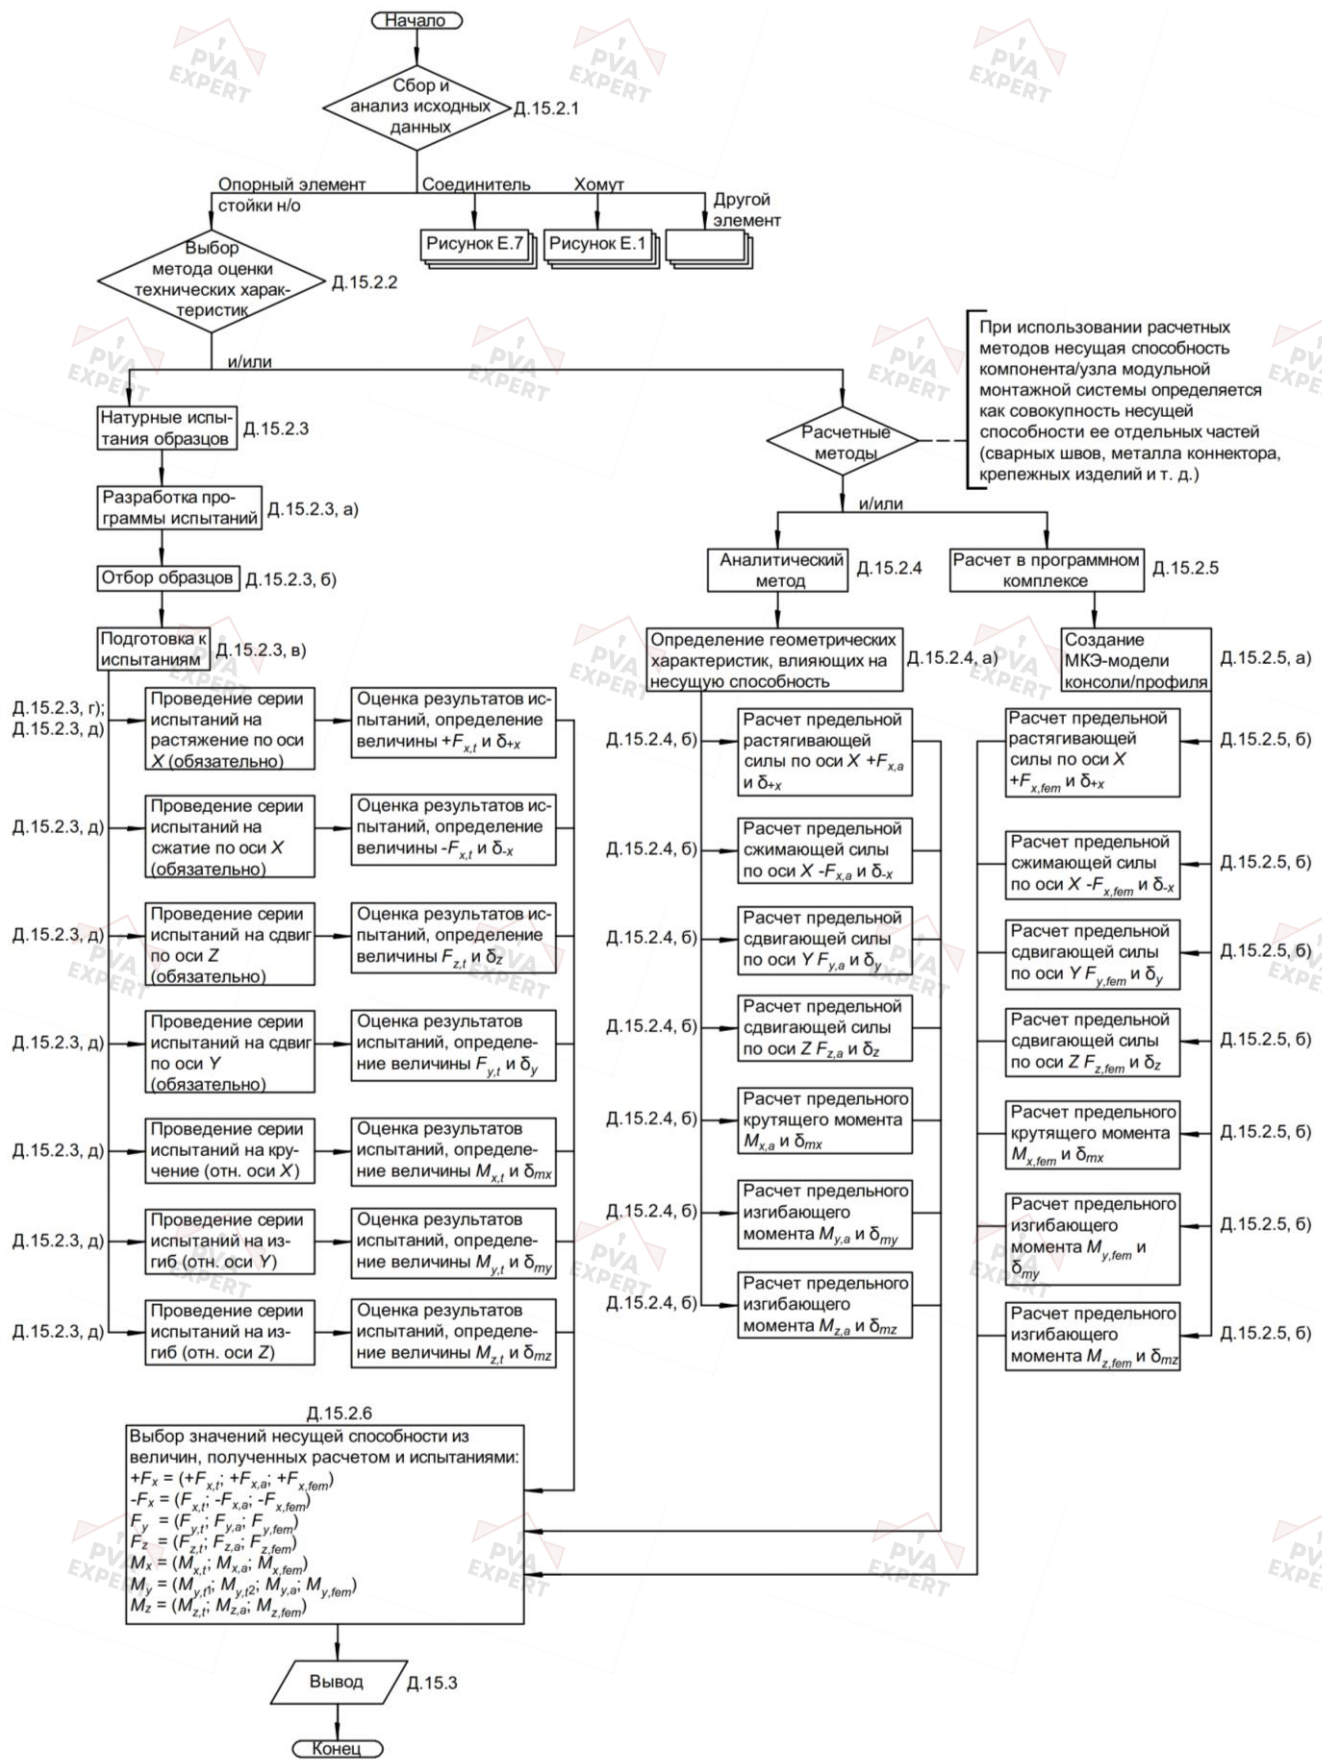 Начало
Сбор и
анализ исходных
данных
Д.15.2.1
Опорный элемент
стойки н/о
Соединитель
Хомут
Другой
элемент
Рисунок Е.7
Рисунок Е.1
Выбор
метода оценки
технических харак-
теристик
Д.15.2.2
и/или
При использовании расчетных
методов несущая способность
компонента/узла модульной
монтажной системы определяется
как совокупность несущей
способности ее отдельных частей
(сварных швов, металла коннектора,
крепежных изделий и т. д.)
Натурные испы-
тания образцов
Д.15.2.3
Расчетные
методы
Разработка про-
граммы испытаний
Д.15.2.3, а)
и/или
Отбор образцов
Д.15.2.3, б)
Аналитический
метод
Д.15.2.4
Расчет в программном
комплексе
Д.15.2.5
Подготовка к
испытаниям
Д.15.2.3, в)
Определение геометрических
характеристик, влияющих на
несущую способность
Д.15.2.4, а)
Создание
МКЭ-модели
консоли/профиля
Д.15.2.5, а)
Д.15.2.3, г);
Д.15.2.3, д)
Проведение серии
испытаний на
растяжение по оси
X (обязательно)
Оценка результатов ис-
пытаний, определение
величины +Fx,t и δ+x
Д.15.2.3, д)
Проведение серии
испытаний на
сжатие по оси X
(обязательно)
Оценка результатов ис-
пытаний, определение
величины -Fx,t и δ-x
Д.15.2.3, д)
Проведение серии
испытаний на сдвиг
по оси Z
(обязательно)
Оценка результатов ис-
пытаний, определение
величины Fz,t и δz
Д.15.2.3, д)
Проведение серии
испытаний на сдвиг
по оси Y
(обязательно)
Оценка результатов
испытаний, определе-
ние величины Fy,t и δy
Д.15.2.3, д)
Проведение серии
испытаний на кру-
чение (отн. оси X)
Оценка результатов
испытаний, определе-
ние величины Mx,t и δmx
Д.15.2.3, д)
Проведение серии
испытаний на из-
гиб (отн. оси Y)
Оценка результатов
испытаний, определе-
ние величины My,t и δmy
Д.15.2.3, д)
Проведение серии
испытаний на из-
гиб (отн. оси Z)
Оценка результатов
испытаний, определе-
ние величины Mz,t и δmz
Д.15.2.4, б)
Расчет предельной
растягивающей
силы по оси X +Fx,a
и δ+x
Д.15.2.4, б)
Расчет предельной
сжимающей силы
по оси X -Fx,a и δ-x
Д.15.2.4, б)
Расчет предельной
сдвигающей силы
по оси Y Fy,a и δy
Д.15.2.4, б)
Расчет предельной
сдвигающей силы
по оси Z Fz,a и δz
Д.15.2.4, б)
Расчет предельного
крутящего момента
Mx,a и δmx
Д.15.2.4, б)
Расчет предельного
изгибающего
момента My,a и δmy
Д.15.2.4, б)
Расчет предельного
изгибающего
момента Mz,a и δmz
Расчет предельной
растягивающей
силы по оси X
+Fx,fem и δ+x
Д.15.2.5, б)
Расчет предельной
сжимающей силы
по оси X -Fx,fem и δ-x
Д.15.2.5, б)
Расчет предельной
сдвигающей силы
по оси Y Fy,fem и δy
Д.15.2.5, б)
Расчет предельной
сдвигающей силы
по оси Z Fz,fem и δz
Д.15.2.5, б)
Расчет предельного
крутящего момента
Mx,fem и δmx
Д.15.2.5, б)
Расчет предельного
изгибающего
момента My,fem и
δmy
Д.15.2.5, б)
Расчет предельного
изгибающего
момента Mz,fem и δmz
Д.15.2.5, б)
Д.15.2.6
Выбор значений несущей способности из
величин, полученных расчетом и испытаниями:
+Fx = (+Fx,t; +Fx,a; +Fx,fem)
-Fx = (Fx,t; -Fx,a; -Fx,fem)
Fy = (Fy,t; Fy,a; Fy,fem)
Fz = (Fz,t; Fz,a; Fz,fem)
Mx = (Mx,t; Mx,a; Mx,fem)
My = (My,t1; My,t2; My,a; My,fem)
Mz = (Mz,t; Mz,a; Mz,fem)
Вывод
Д.15.3
Конец
PVA
EXPERT